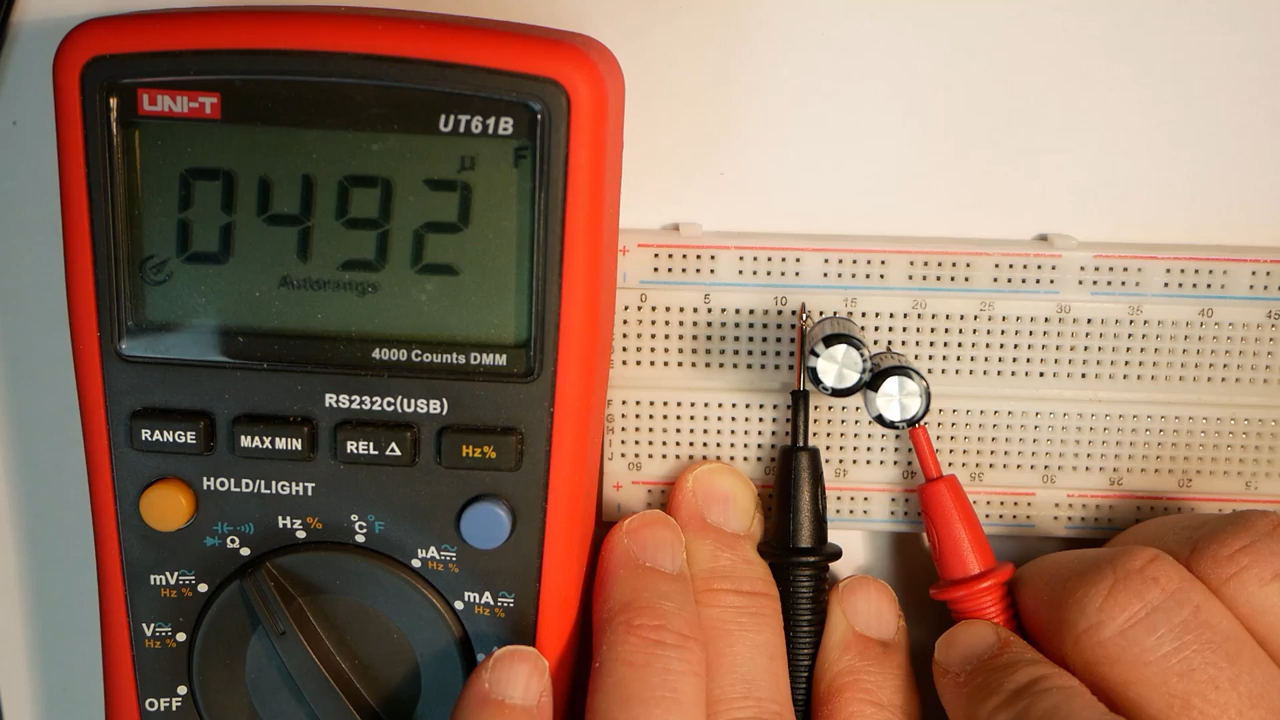 UNI-T
UT61B
µ F
0492
Autorange
4000 Counts DMM
RS232C(USB)
RANGE
MAX MIN
REL Δ
Hz%
HOLD/LIGHT
Hz %
°C °F
Ω
µA
Hz %
mV
Hz %
mA
Hz %
V
Hz %
OFF
+
0 5 10 15 20 25 30 35 40 45
F
G
H
I
J
60 45 35 30 25 20 15
+